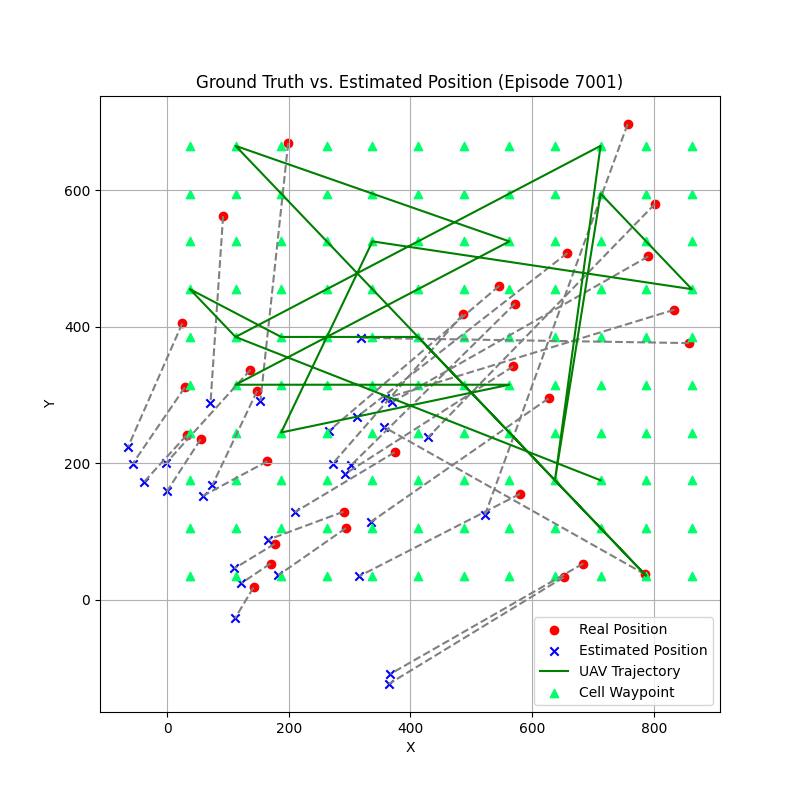 Ground Truth vs. Estimated Position (Episode 7001)
Y
600
400
200
0
0 200 400 600 800
X
Real Position
Estimated Position
UAV Trajectory
Cell Waypoint